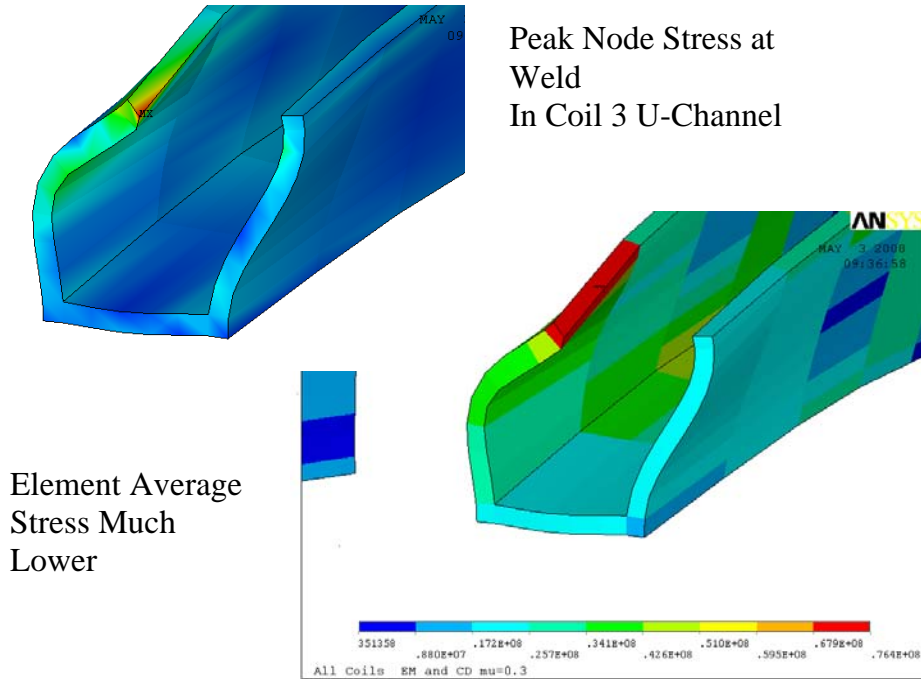 MAY
09
MX
Peak Node Stress at
Weld
In Coil 3 U-Channel
ANSYS
MAY 3 2008
09:36:58
Element Average
Stress Much
Lower
351358 .172E+08 .341E+08 .510E+08 .679E+08
.880E+07 .257E+08 .426E+08 .595E+08 .764E+08
All Coils EM and CD mu=0.3